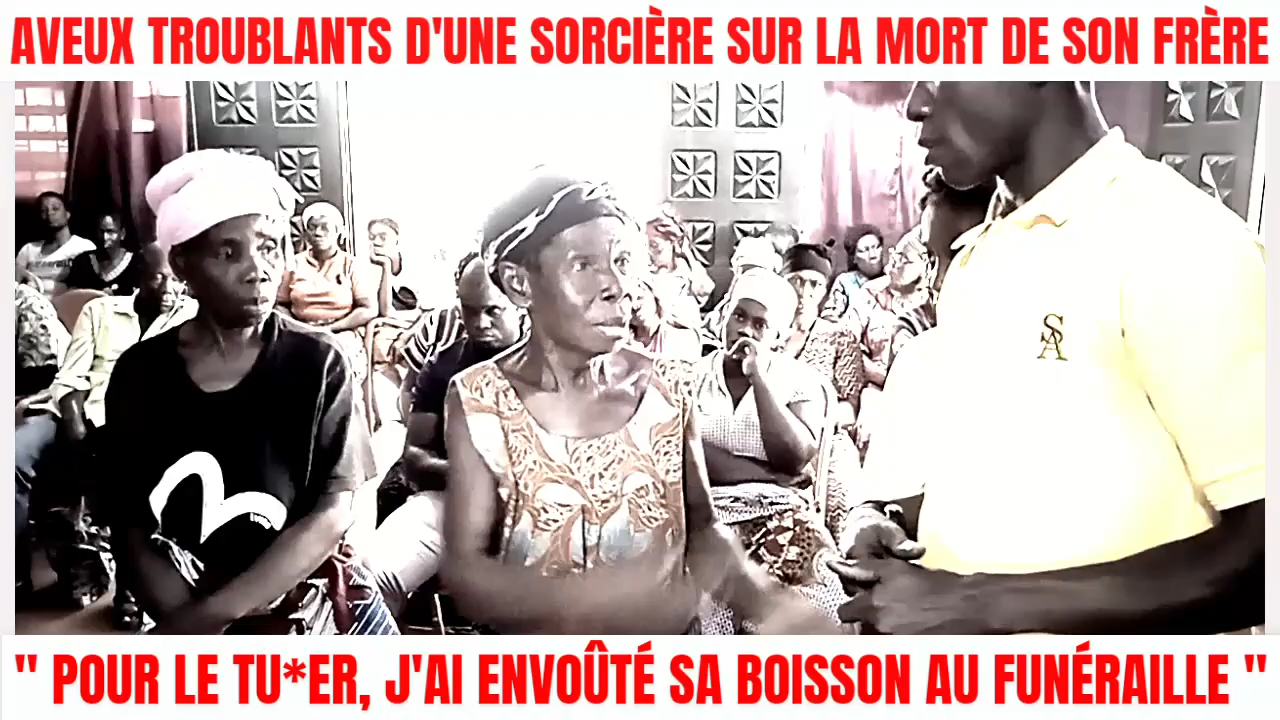 AVEUX TROUBLANTS D'UNE SORCIÈRE SUR LA MORT DE SON FRÈRE
SA
" POUR LE TU*ER, J'AI ENVOÛTÉ SA BOISSON AU FUNÉRAILLE "